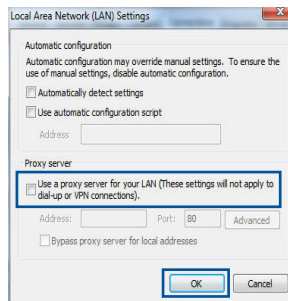 Local Area Network (LAN) Settings
X
Automatic configuration
Automatic configuration may override manual settings. To ensure the
use of manual settings, disable automatic configuration.
Automatically detect settings
Use automatic configuration script
Address
Proxy server
Use a proxy server for your LAN (These settings will not apply to
dial-up or VPN connections).
Address: Port: 80 Advanced
Bypass proxy server for local addresses
OK Cancel